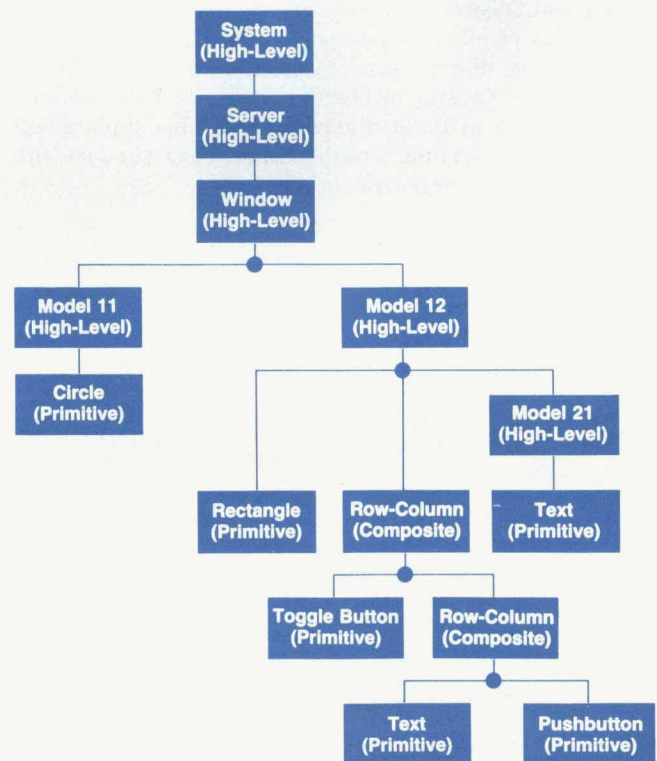 System
(High-Level)
Server
(High-Level)
Window
(High-Level)
Model 11
(High-Level)
Model 12
(High-Level)
Circle
(Primitive)
Model 21
(High-Level)
Rectangle
(Primitive)
Row-Column
(Composite)
Text
(Primitive)
Toggle Button
(Primitive)
Row-Column
(Composite)
Text
(Primitive)
Pushbutton
(Primitive)